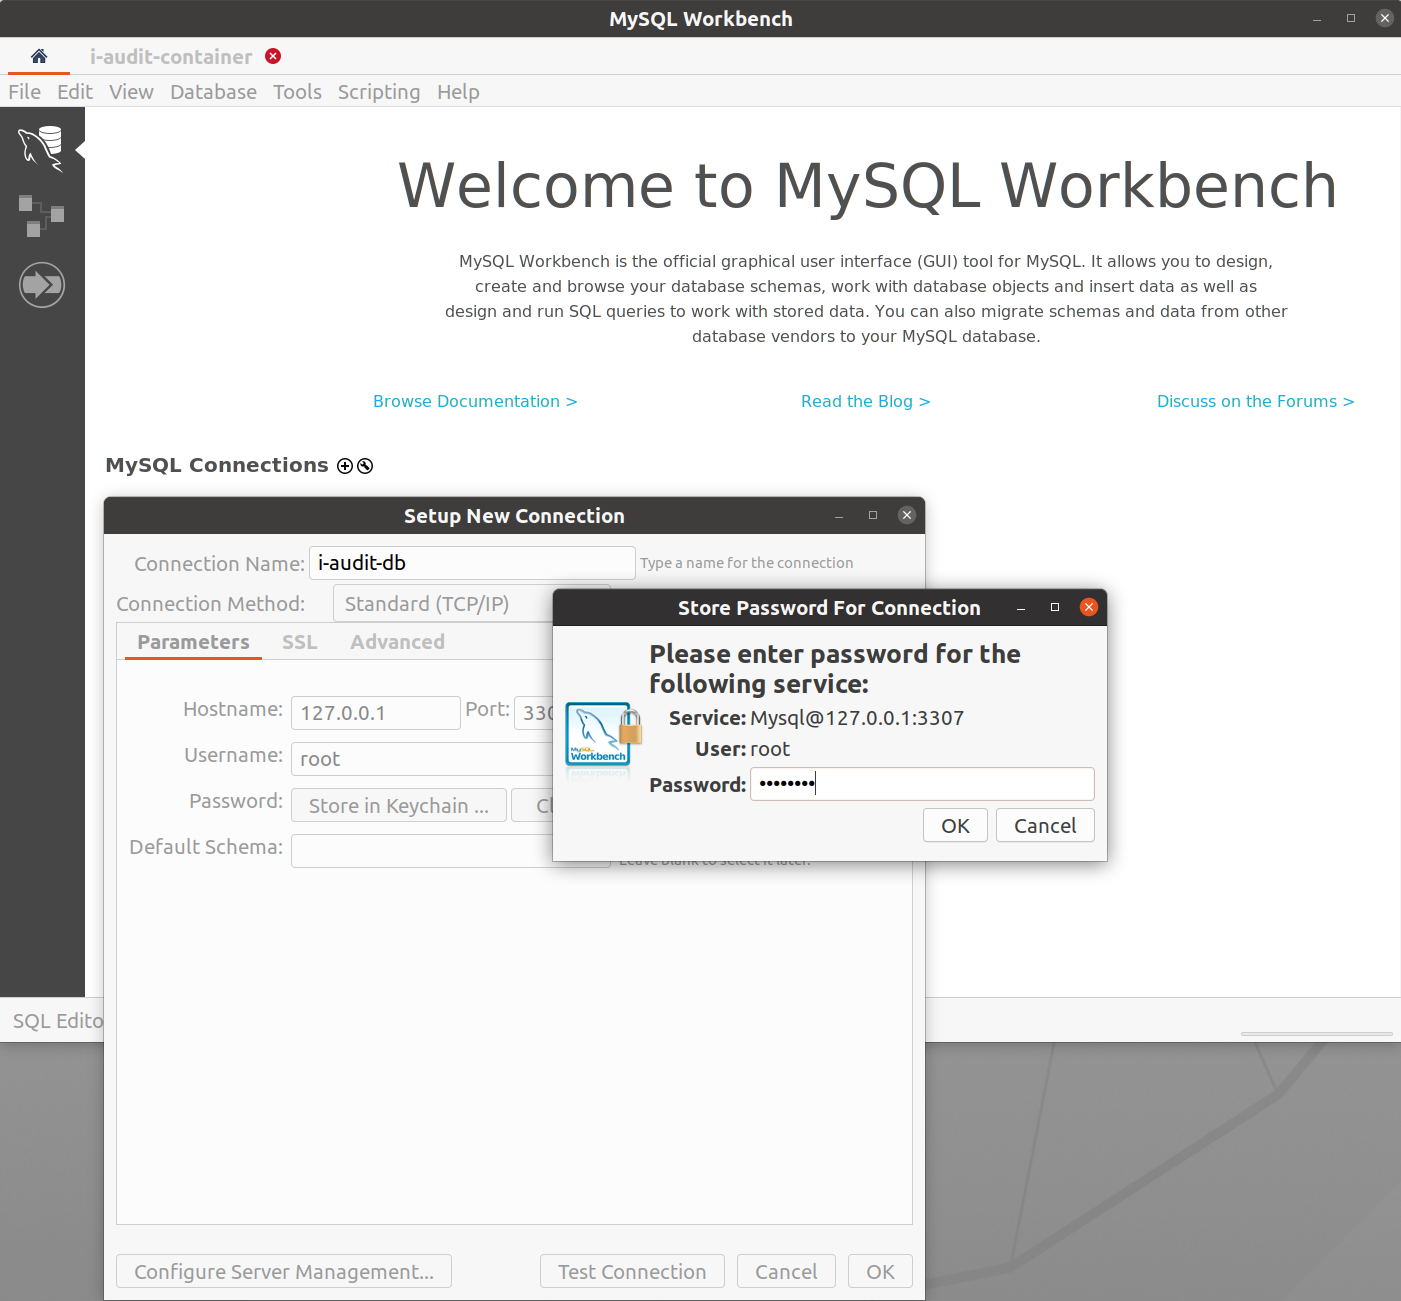 MySQL Workbench
i-audit-container
File Edit View Database Tools Scripting Help
Welcome to MySQL Workbench
MySQL Workbench is the official graphical user interface (GUI) tool for MySQL. It allows you to design,
create and browse your database schemas, work with database objects and insert data as well as
design and run SQL queries to work with stored data. You can also migrate schemas and data from other
database vendors to your MySQL database.
Browse Documentation > Read the Blog > Discuss on the Forums >
MySQL Connections
Setup New Connection
Connection Name: i-audit-db Type a name for the connection
Connection Method: Standard (TCP/IP)
Parameters SSL Advanced
Hostname: 127.0.0.1 Port: 330
Username: root
Password: Store in Keychain ... Cl
Default Schema:
Store Password For Connection
Please enter password for the
following service:
Service: Mysql@127.0.0.1:3307
User: root
Password: ••••••••
MySQL
Workbench
OK Cancel
Leave blank to select it later.
SQL Edito
Configure Server Management... Test Connection Cancel OK